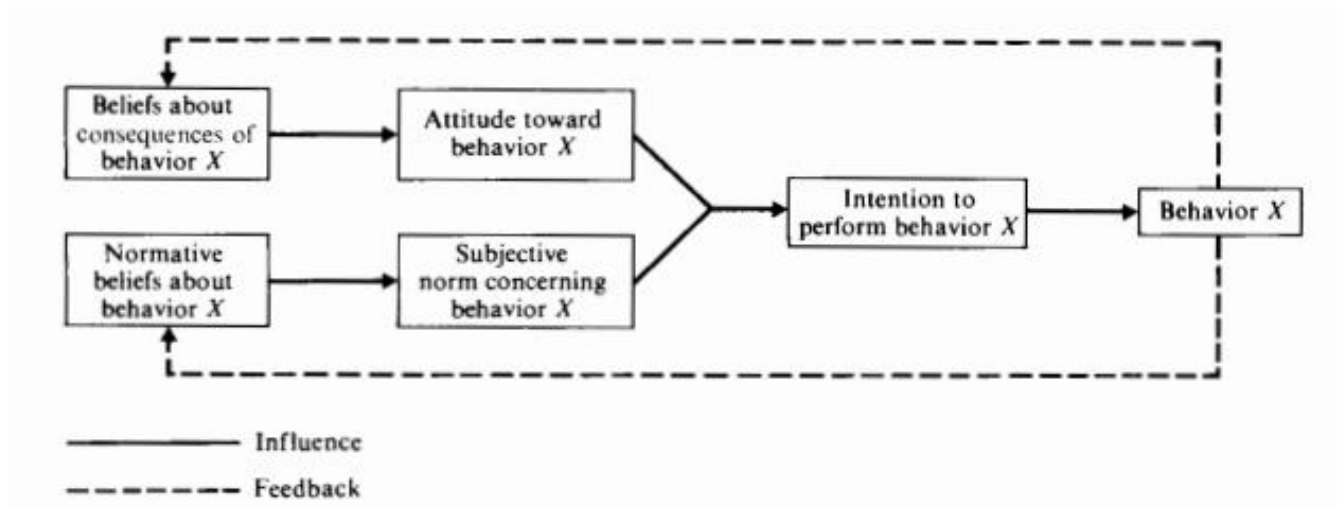 Beliefs about
consequences of
behavior X
Attitude toward
behavior X
Normative
beliefs about
behavior X
Subjective
norm concerning
behavior X
Intention to
perform behavior X
Behavior X
Influence
Feedback